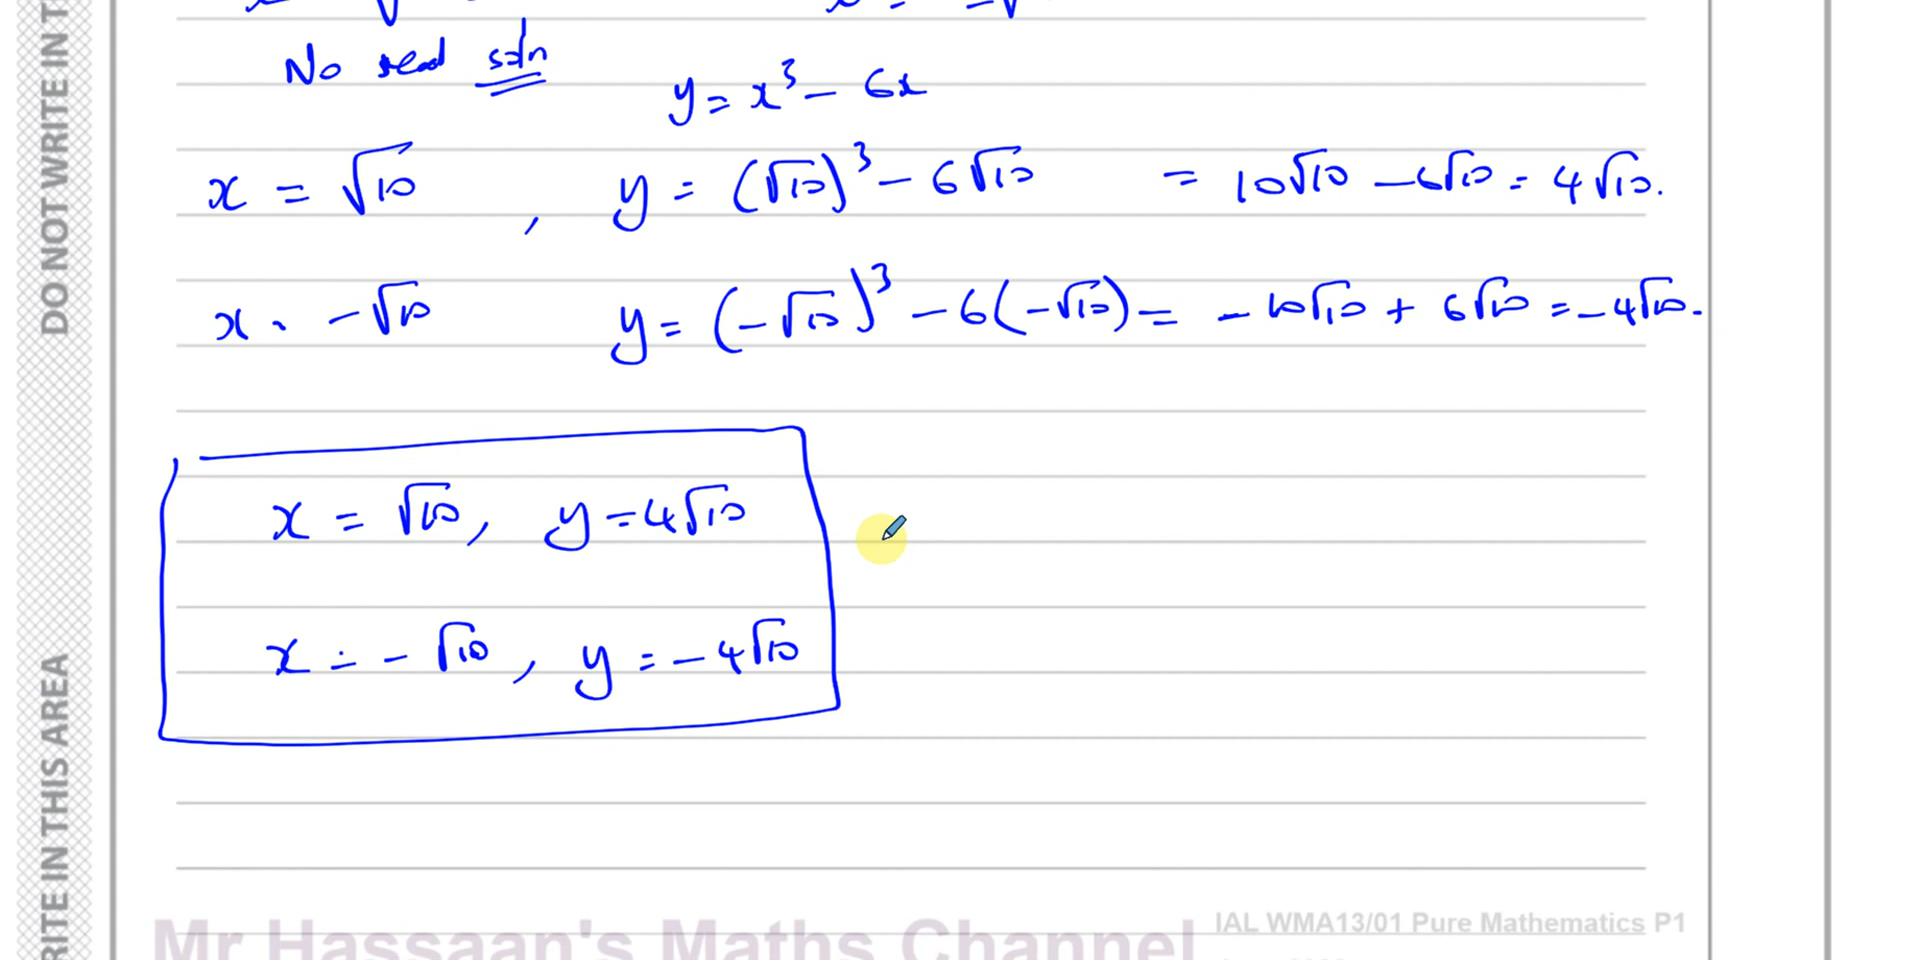 No real soln
y = x³ - 6x
x = √10 , y = (√10)³ - 6√10 = 10√10 - 6√10 = 4√10.
x = -√10 y = (-√10)³ - 6(-√10) = -10√10 + 6√10 = -4√10.
x = √10, y = 4√10
x = -√10, y = -4√10
DO NOT WRITE IN T
RITE IN THIS AREA
Mr Hassaan's Maths Channel
IAL WMA13/01 Pure Mathematics P1